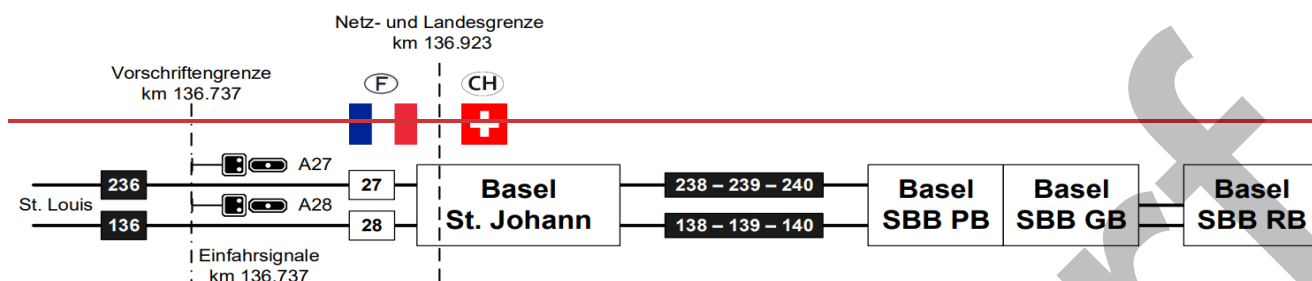 Netz- und Landesgrenze
km 136.923
Vorschriftengrenze
km 136.737
F
CH
A27
236
27
Basel
St. Johann
238 – 239 – 240
Basel
SBB PB
Basel
SBB GB
Basel
SBB RB
St. Louis
A28
136
28
138 – 139 – 140
Einfahrsignale
km 136.737
rf